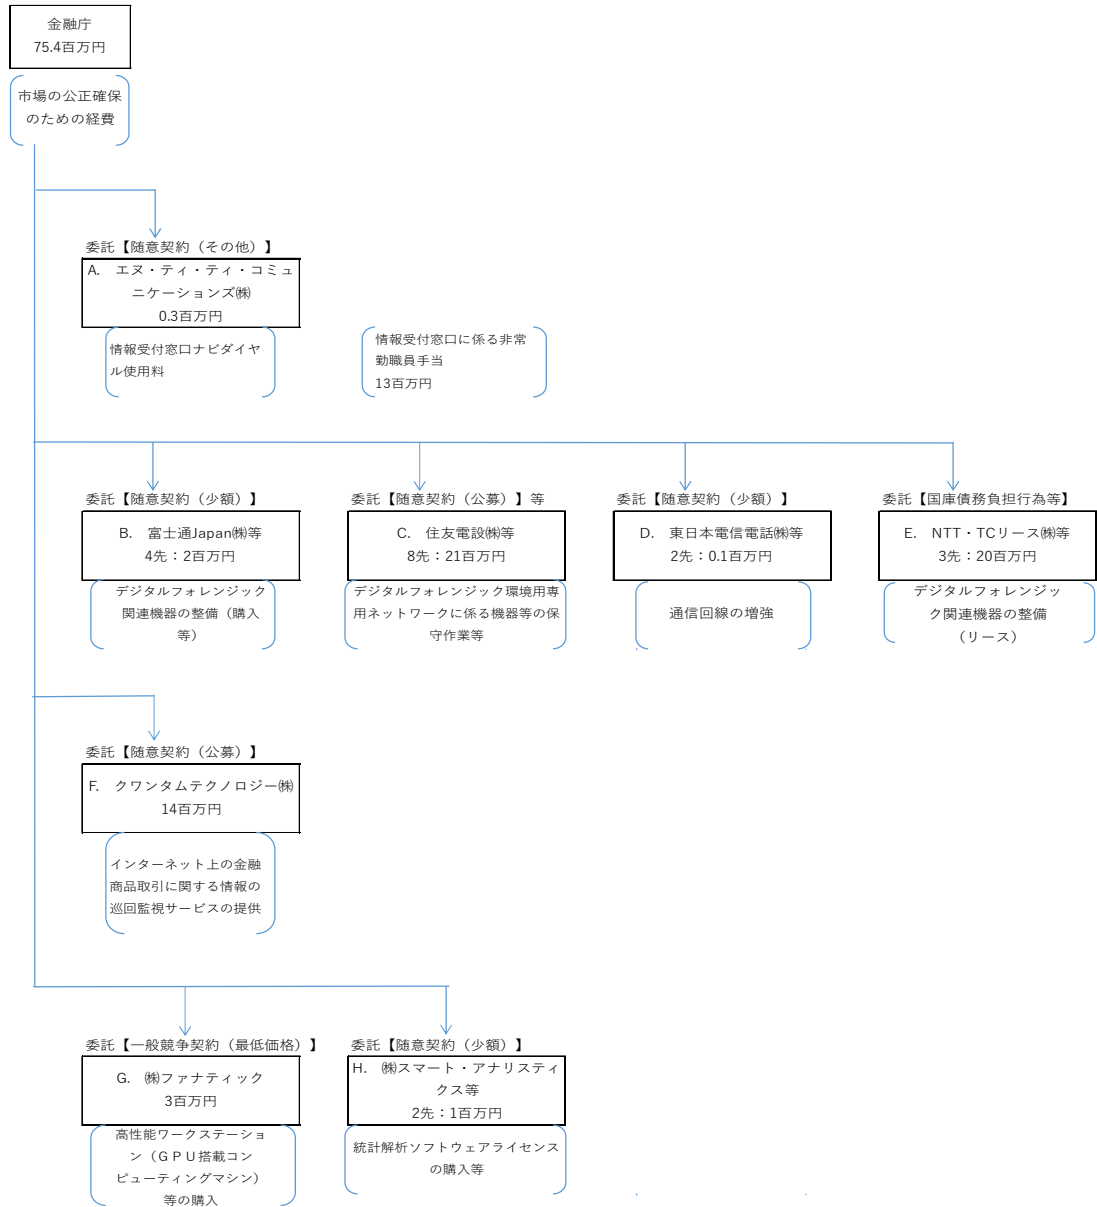 金融庁
75.4百万円
市場の公正確保
のための経費
委託【随意契約（その他）】
A.　エヌ・ティ・ティ・コミュ
ニケーションズ㈱
0.3百万円
情報受付窓口ナビダイヤ
ル使用料
情報受付窓口に係る非常
勤職員手当
13百万円
委託【随意契約（少額）】
B.　富士通Japan㈱等
4先：2百万円
デジタルフォレンジック
関連機器の整備（購入
等）
委託【随意契約（公募）】等
C.　住友電設㈱等
8先：21百万円
デジタルフォレンジック環境用専
用ネットワークに係る機器等の保
守作業等
委託【随意契約（少額）】
D.　東日本電信電話㈱等
2先：0.1百万円
通信回線の増強
委託【国庫債務負担行為等】
E.　NTT・TCリース㈱等
3先：20百万円
デジタルフォレンジッ
ク関連機器の整備
（リース）
委託【随意契約（公募）】
F.　クワンタムテクノロジー㈱
14百万円
インターネット上の金融
商品取引に関する情報の
巡回監視サービスの提供
委託【一般競争契約（最低価格）】
G.　㈱ファナティック
3百万円
高性能ワークステーショ
ン（ＧＰＵ搭載コン
ピューティングマシン）
等の購入
委託【随意契約（少額）】
H.　㈱スマート・アナリスティ
クス等
2先：1百万円
統計解析ソフトウェアライセンス
の購入等